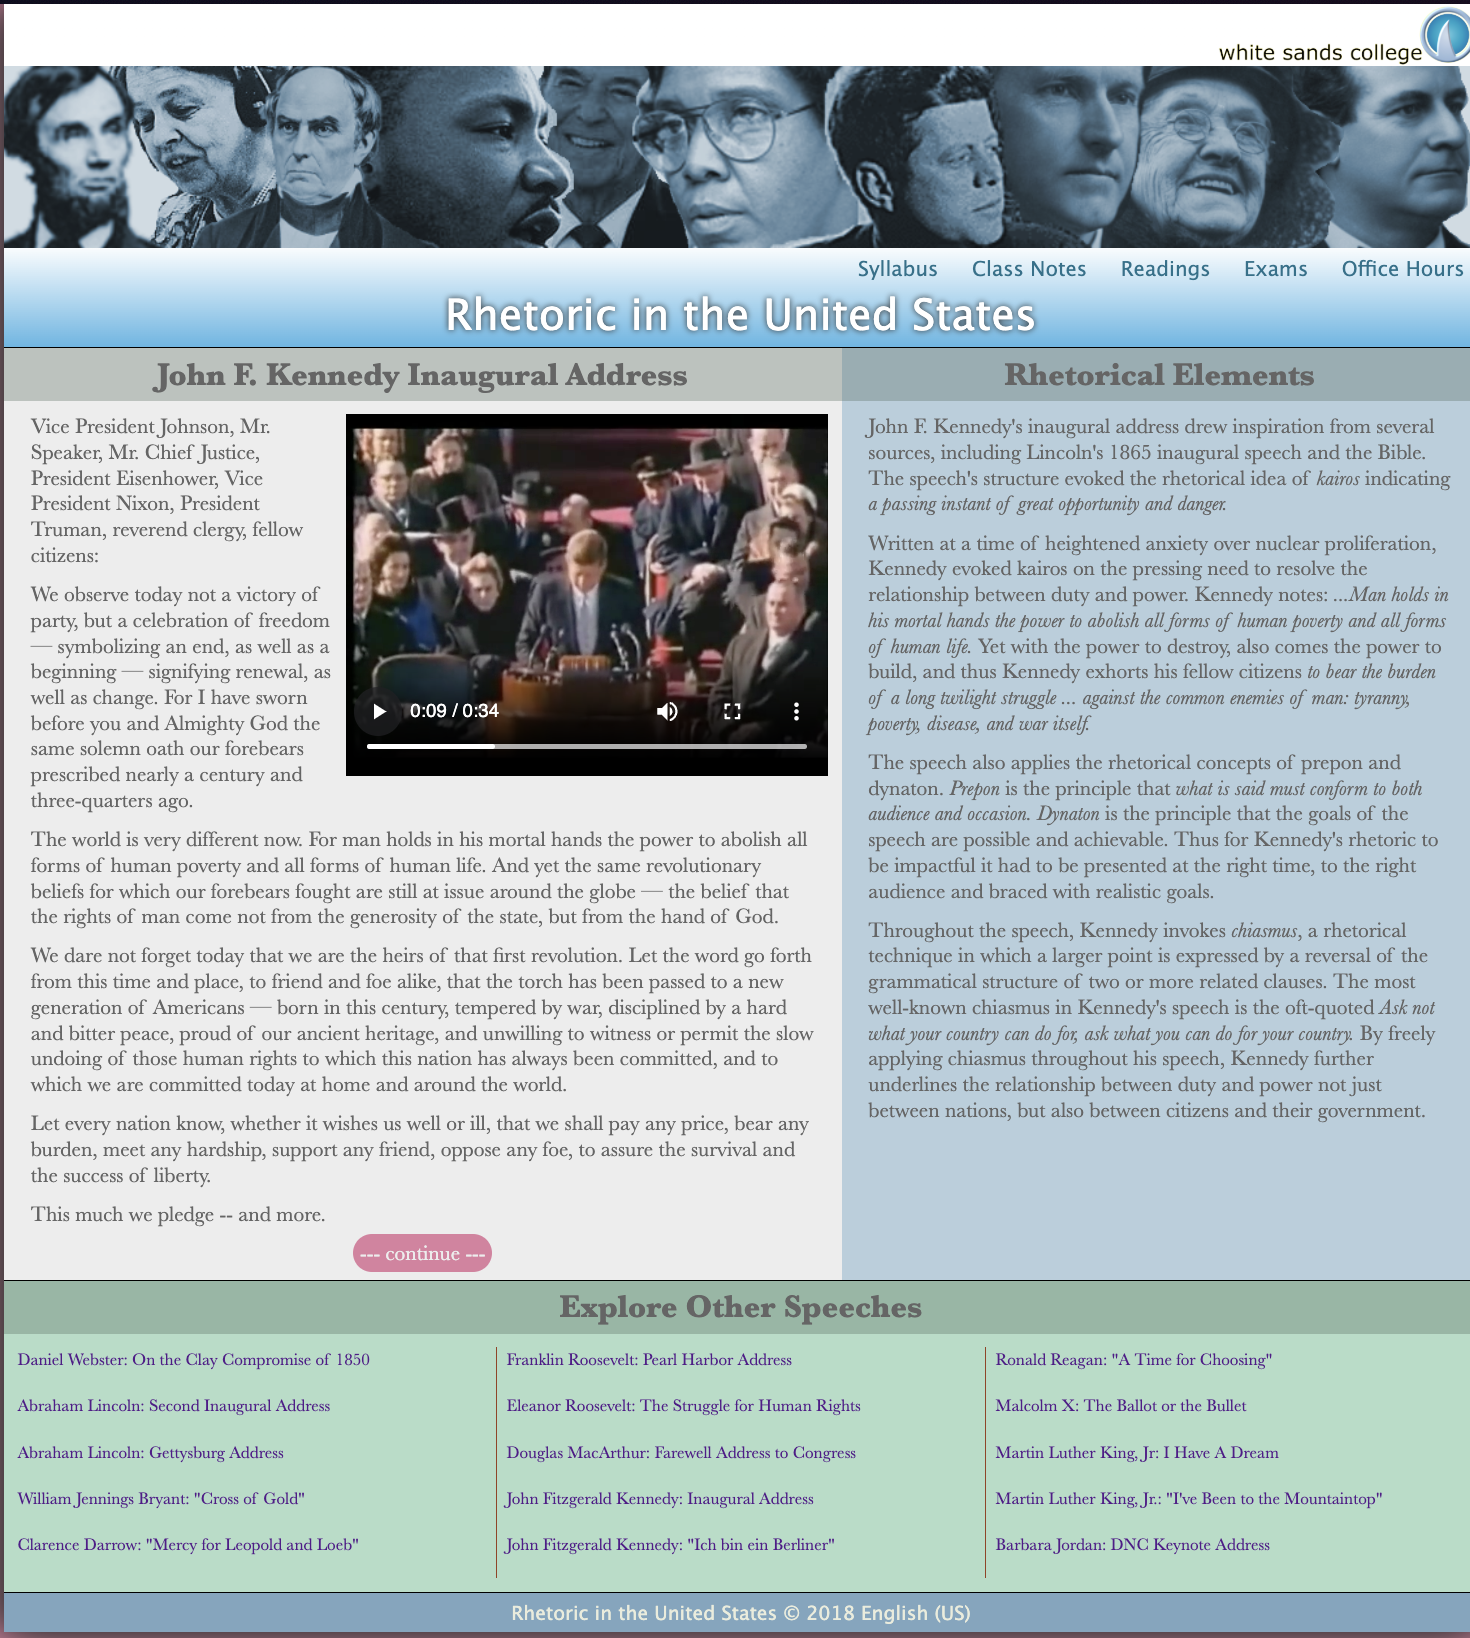 white sands college
Syllabus Class Notes Readings Exams Office Hours
Rhetoric in the United States
John F. Kennedy Inaugural Address
Vice President Johnson, Mr.
Speaker, Mr. Chief Justice,
President Eisenhower, Vice
President Nixon, President
Truman, reverend clergy, fellow
citizens:
We observe today not a victory of
party, but a celebration of freedom
— symbolizing an end, as well as a
beginning — signifying renewal, as
well as change. For I have sworn
before you and Almighty God the
same solemn oath our forebears
prescribed nearly a century and
three-quarters ago.
0:09 / 0:34
The world is very different now. For man holds in his mortal hands the power to abolish all
forms of human poverty and all forms of human life. And yet the same revolutionary
beliefs for which our forebears fought are still at issue around the globe — the belief that
the rights of man come not from the generosity of the state, but from the hand of God.
We dare not forget today that we are the heirs of that first revolution. Let the word go forth
from this time and place, to friend and foe alike, that the torch has been passed to a new
generation of Americans — born in this century, tempered by war, disciplined by a hard
and bitter peace, proud of our ancient heritage, and unwilling to witness or permit the slow
undoing of those human rights to which this nation has always been committed, and to
which we are committed today at home and around the world.
Let every nation know, whether it wishes us well or ill, that we shall pay any price, bear any
burden, meet any hardship, support any friend, oppose any foe, to assure the survival and
the success of liberty.
This much we pledge -- and more.
--- continue ---
Rhetorical Elements
John F. Kennedy's inaugural address drew inspiration from several
sources, including Lincoln's 1865 inaugural speech and the Bible.
The speech's structure evoked the rhetorical idea of kairos indicating
a passing instant of great opportunity and danger.
Written at a time of heightened anxiety over nuclear proliferation,
Kennedy evoked kairos on the pressing need to resolve the
relationship between duty and power. Kennedy notes: ...Man holds in
his mortal hands the power to abolish all forms of human poverty and all forms
of human life. Yet with the power to destroy, also comes the power to
build, and thus Kennedy exhorts his fellow citizens to bear the burden
of a long twilight struggle ... against the common enemies of man: tyranny,
poverty, disease, and war itself.
The speech also applies the rhetorical concepts of prepon and
dynaton. Prepon is the principle that what is said must conform to both
audience and occasion. Dynaton is the principle that the goals of the
speech are possible and achievable. Thus for Kennedy's rhetoric to
be impactful it had to be presented at the right time, to the right
audience and braced with realistic goals.
Throughout the speech, Kennedy invokes chiasmus, a rhetorical
technique in which a larger point is expressed by a reversal of the
grammatical structure of two or more related clauses. The most
well-known chiasmus in Kennedy's speech is the oft-quoted Ask not
what your country can do for, ask what you can do for your country. By freely
applying chiasmus throughout his speech, Kennedy further
underlines the relationship between duty and power not just
between nations, but also between citizens and their government.
Explore Other Speeches
Daniel Webster: On the Clay Compromise of 1850
Abraham Lincoln: Second Inaugural Address
Abraham Lincoln: Gettysburg Address
William Jennings Bryant: "Cross of Gold"
Clarence Darrow: "Mercy for Leopold and Loeb"
Franklin Roosevelt: Pearl Harbor Address
Eleanor Roosevelt: The Struggle for Human Rights
Douglas MacArthur: Farewell Address to Congress
John Fitzgerald Kennedy: Inaugural Address
John Fitzgerald Kennedy: "Ich bin ein Berliner"
Ronald Reagan: "A Time for Choosing"
Malcolm X: The Ballot or the Bullet
Martin Luther King, Jr: I Have A Dream
Martin Luther King, Jr.: "I've Been to the Mountaintop"
Barbara Jordan: DNC Keynote Address
Rhetoric in the United States © 2018 English (US)